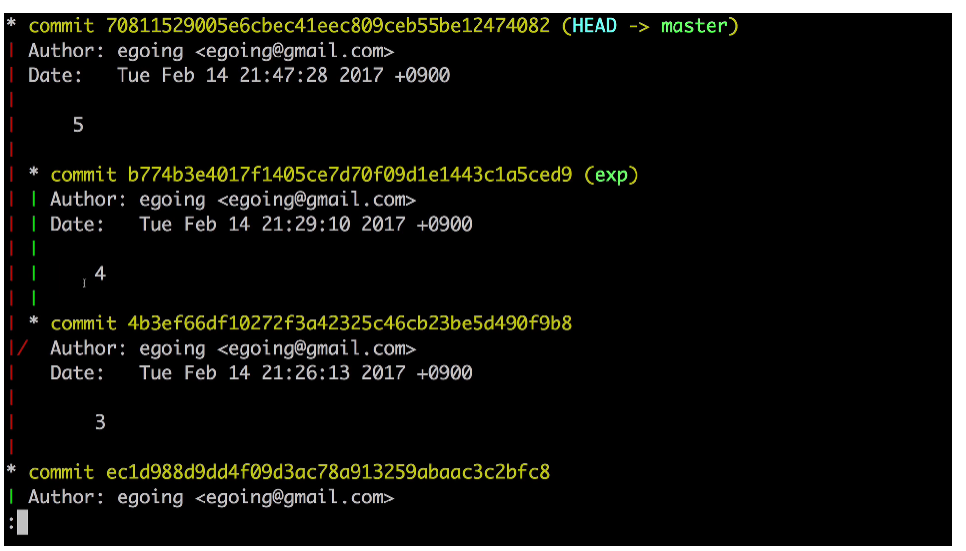 * commit 70811529005e6cbec41eec809ceb55be12474082 (HEAD -> master)
| Author: egoing <egoing@gmail.com>
| Date:   Tue Feb 14 21:47:28 2017 +0900
|
|     5
|
| * commit b774b3e4017f1405ce7d70f09d1e1443c1a5ced9 (exp)
| | Author: egoing <egoing@gmail.com>
| | Date:   Tue Feb 14 21:29:10 2017 +0900
| |
| |     4
| |
| * commit 4b3ef66df10272f3a42325c46cb23be5d490f9b8
|/  Author: egoing <egoing@gmail.com>
|   Date:   Tue Feb 14 21:26:13 2017 +0900
|
|       3
|
* commit ec1d988d9dd4f09d3ac78a913259abaac3c2bfc8
| Author: egoing <egoing@gmail.com>
: